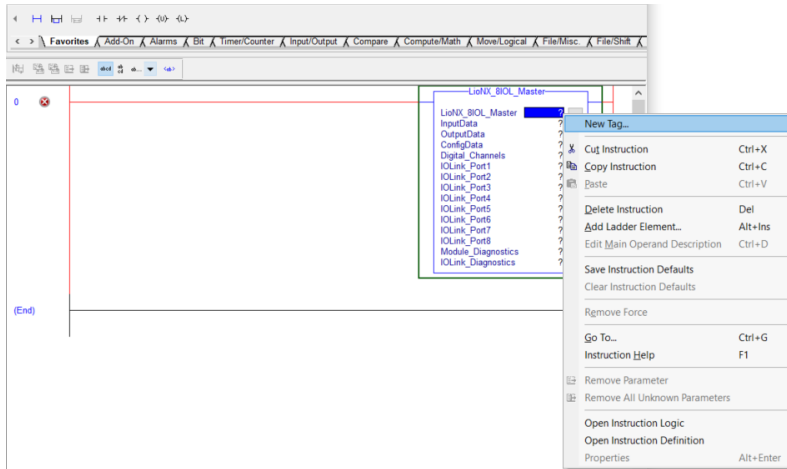 Favorites Add-On Alarms Bit Timer/Counter Input/Output Compare Compute/Math Move/Logical File/Misc. File/Shift
0
LioNX_8IOL_Master
LioNX_8IOL_Master ?
InputData ?
OutputData ?
ConfigData ?
Digital_Channels ?
IOLink_Port1 ?
IOLink_Port2 ?
IOLink_Port3 ?
IOLink_Port4 ?
IOLink_Port5 ?
IOLink_Port6 ?
IOLink_Port7 ?
IOLink_Port8 ?
Module_Diagnostics ?
IOLink_Diagnostics ?
(End)
New Tag...
Cut Instruction Ctrl+X
Copy Instruction Ctrl+C
Paste Ctrl+V
Delete Instruction Del
Add Ladder Element... Alt+Ins
Edit Main Operand Description Ctrl+D
Save Instruction Defaults
Clear Instruction Defaults
Remove Force
Go To... Ctrl+G
Instruction Help F1
Remove Parameter
Remove All Unknown Parameters
Open Instruction Logic
Open Instruction Definition
Properties Alt+Enter